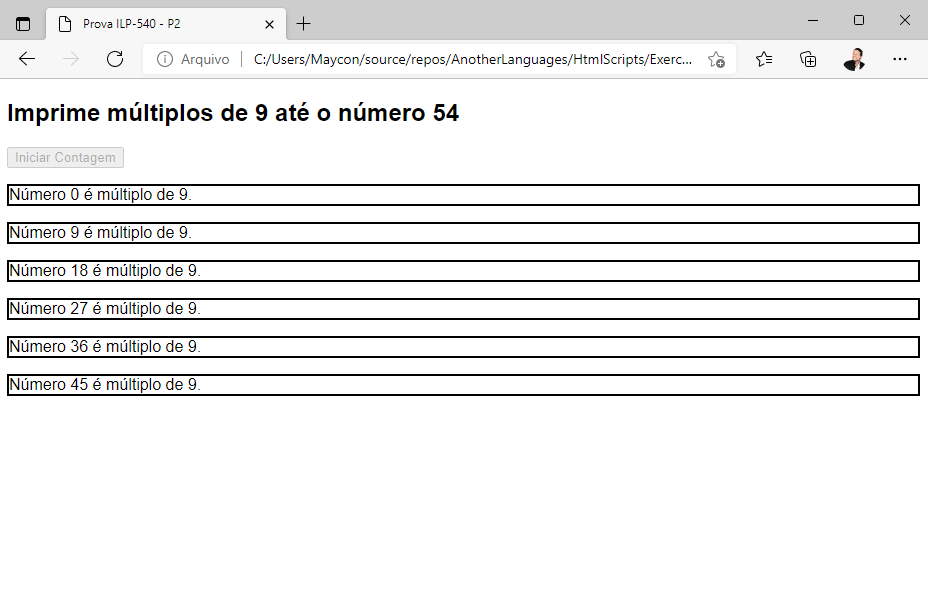 Prova ILP-540 - P2
Arquivo C:/Users/Maycon/source/repos/AnotherLanguages/HtmlScripts/Exerc...
Imprime múltiplos de 9 até o número 54
Iniciar Contagem
Número 0 é múltiplo de 9.
Número 9 é múltiplo de 9.
Número 18 é múltiplo de 9.
Número 27 é múltiplo de 9.
Número 36 é múltiplo de 9.
Número 45 é múltiplo de 9.